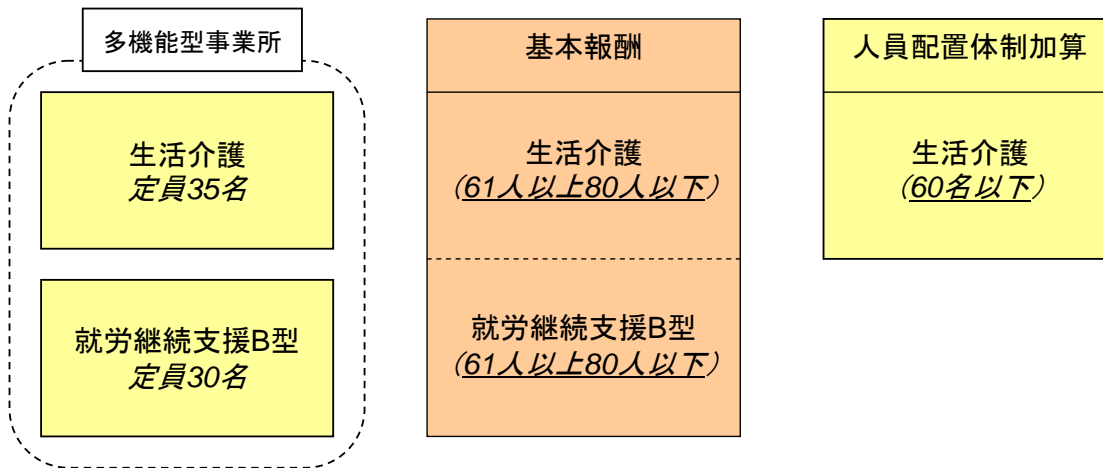 多機能型事業所
生活介護
定員35名
就労継続支援B型
定員30名
基本報酬
生活介護
（61人以上80人以下）
就労継続支援B型
（61人以上80人以下）
人員配置体制加算
生活介護
（60名以下）